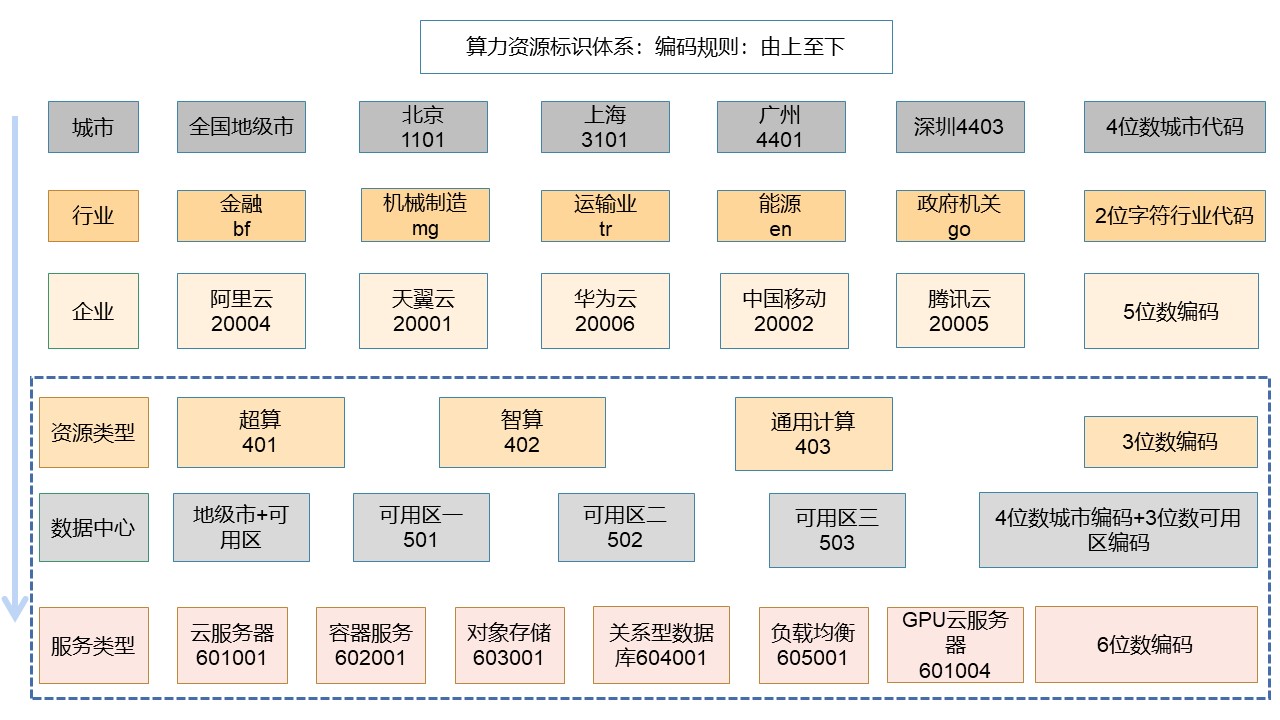 算力资源标识体系：编码规则：由上至下
城市
全国地级市
北京
1101
上海
3101
广州
4401
深圳4403
4位数城市代码
行业
金融
bf
机械制造
mg
运输业
tr
能源
en
政府机关
go
2位字符行业代码
企业
阿里云
20004
天翼云
20001
华为云
20006
中国移动
20002
腾讯云
20005
5位数编码
资源类型
超算
401
智算
402
通用计算
403
3位数编码
数据中心
地级市+可
用区
可用区一
501
可用区二
502
可用区三
503
4位数城市编码+3位数可用
区编码
服务类型
云服务器
601001
容器服务
602001
对象存储
603001
关系型数据
库604001
负载均衡
605001
GPU云服务
器
601004
6位数编码